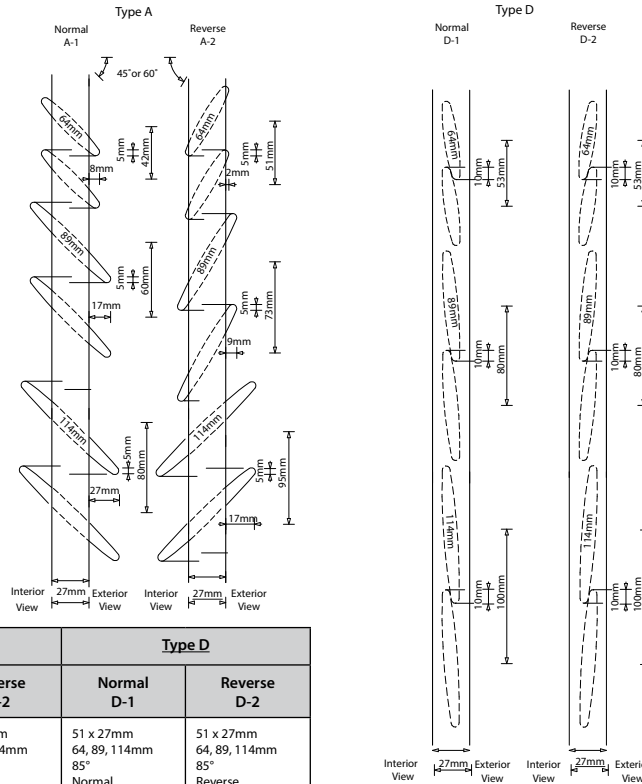 Type A
Normal
A-1
Reverse
A-2
45° or 60°
64mm
5mm
42mm
8mm
89mm
5mm
60mm
17mm
114mm
5mm
80mm
27mm
64mm
5mm
51mm
2mm
89mm
5mm
73mm
9mm
114mm
5mm
95mm
17mm
Interior
View
27mm
Exterior
View
Interior
View
27mm
Exterior
View
Type D
Normal
D-1
Reverse
D-2
64mm
10mm
53mm
89mm
10mm
80mm
114mm
10mm
100mm
64mm
10mm
53mm
89mm
10mm
80mm
114mm
10mm
100mm
Interior
View
27mm
Exterior
View
Interior
View
27mm
View
Type D
Normal
D-1
Reverse
D-2
51 x 27mm
64, 89, 114mm
85°
Normal
51 x 27mm
64, 89, 114mm
85°
Reverse